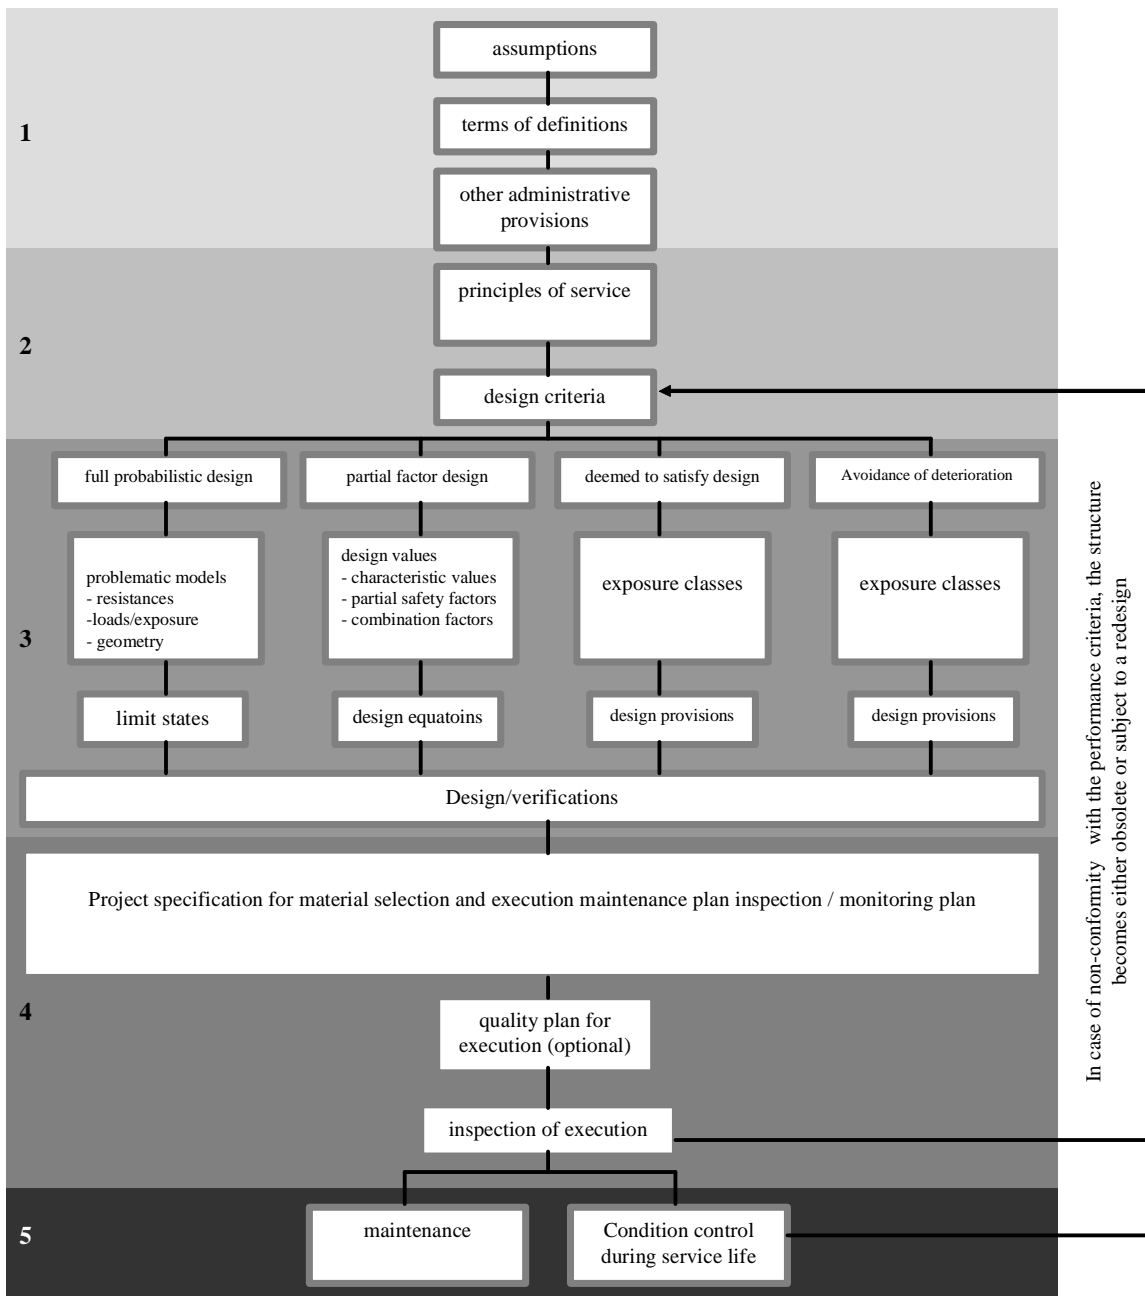 assumptions
1
terms of definitions
other administrative
provisions
principles of service
2
design criteria
full probabilistic design
partial factor design
deemed to satisfy design
Avoidance of deterioration
problematic models
- resistances
-loads/exposure
- geometry
design values
- characteristic values
- partial safety factors
- combination factors
exposure classes
exposure classes
3
limit states
design equatoins
design provisions
design provisions
Design/verifications
Project specification for material selection and execution maintenance plan inspection / monitoring plan
4
quality plan for
execution (optional)
inspection of execution
5
maintenance
Condition control
during service life
In case of non-conformity with the performance criteria, the structure
becomes either obsolete or subject to a redesign